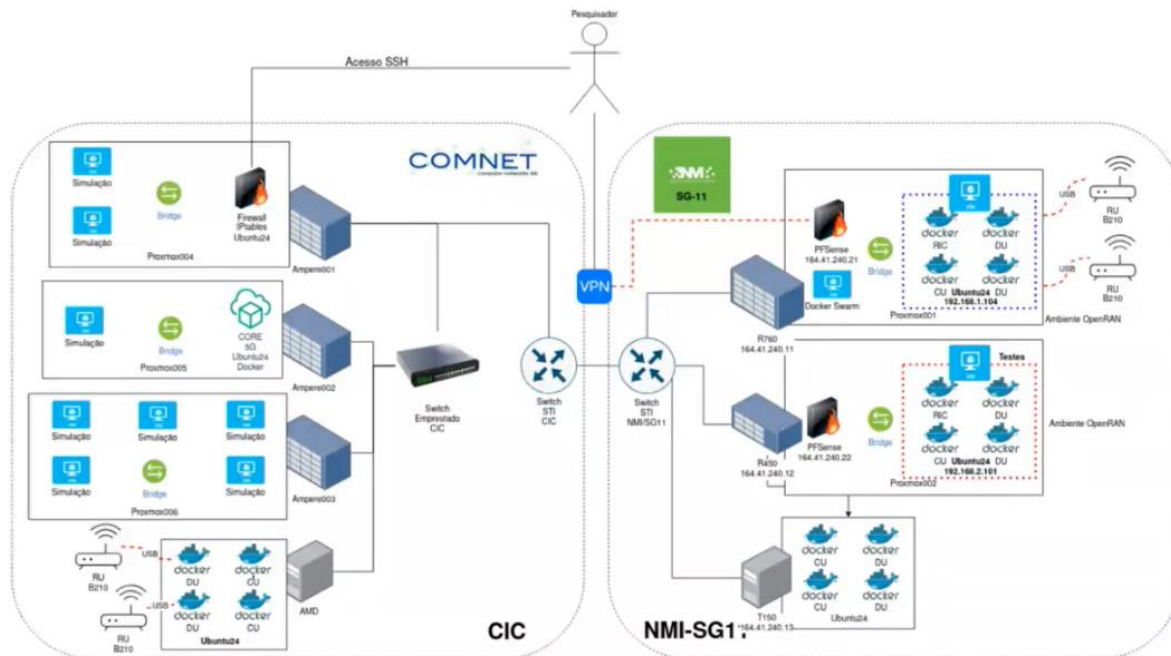 Pesquisador
Acesso SSH
COMNET
computer networks lab
Simulação
Simulação
Bridge
Firewall
IPtables
Ubuntu24
Proxmox004
Ampere001
Simulação
Bridge
CORE
5G
Ubuntu24
Docker
Proxmox005
Ampere002
Simulação
Simulação
Simulação
Simulação
Bridge
Simulação
Proxmox006
Ampere003
Switch
Emprestado
CIC
Switch
STI
CIC
RU
B210
USB
RU
B210
USB
docker
DU
docker
CU
docker
DU
docker
CU
Ubuntu24
AMD
CIC
VPN
NM
SG-11
PFSense
164.41.240.21
Docker Swarm
Bridge
docker
RIC
docker
DU
docker
CU
docker
DU
Ubuntu24
192.168.1.104
Proxmox001
USB
RU
B210
USB
RU
B210
Ambiente OpenRAN
R760
164.41.240.11
Switch
STI
NMI/SG11
R450
164.41.240.12
PFSense
164.41.240.22
Bridge
Testes
docker
RIC
docker
DU
docker
CU
docker
DU
Ubuntu24
192.168.2.101
Proxmox002
Ambiente OpenRAN
T150
164.41.240.13
docker
CU
docker
DU
docker
CU
docker
DU
Ubuntu24
NMI-SG11